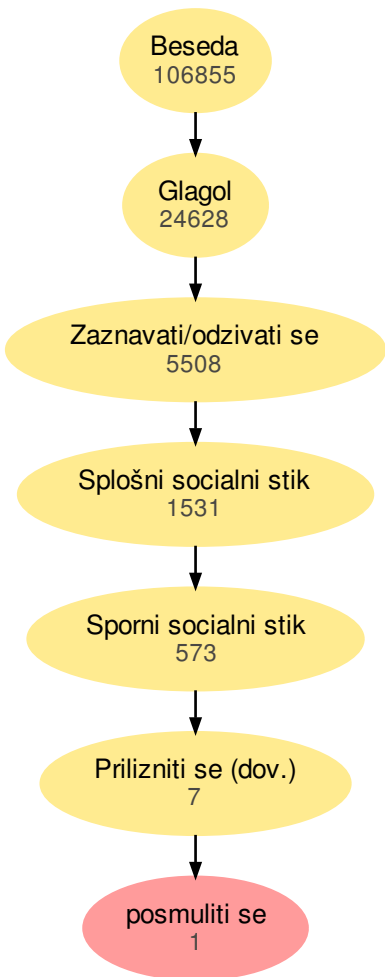 Beseda
106855
Glagol
24628
Zaznavati/odzivati se
5508
Splošni socialni stik
1531
Sporni socialni stik
573
Prilizniti se (dov.)
7
posmuliti se
1